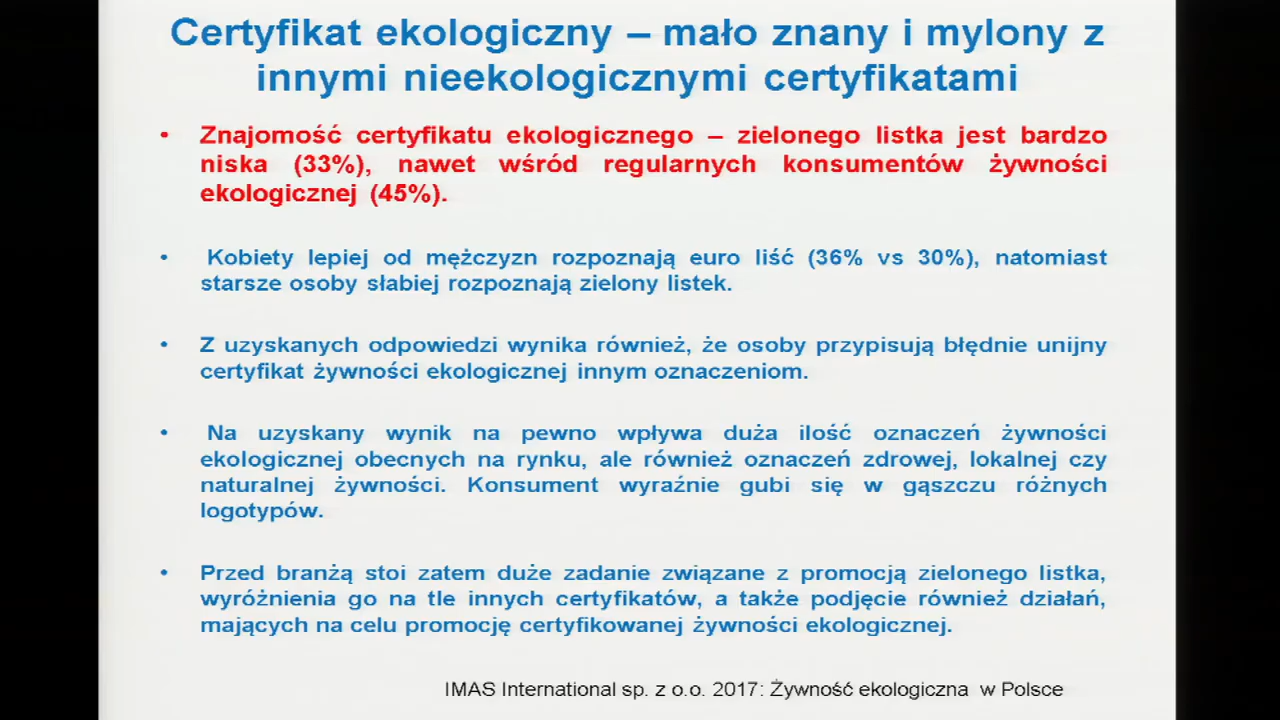 Certyfikat ekologiczny – mało znany i mylony z
innymi nieekologicznymi certyfikatami
• Znajomość certyfikatu ekologicznego – zielonego listka jest bardzo
niska (33%), nawet wśród regularnych konsumentów żywności
ekologicznej (45%).
• Kobiety lepiej od mężczyzn rozpoznają euro liść (36% vs 30%), natomiast
starsze osoby słabiej rozpoznają zielony listek.
• Z uzyskanych odpowiedzi wynika również, że osoby przypisują błędnie unijny
certyfikat żywności ekologicznej innym oznaczeniom.
• Na uzyskany wynik na pewno wpływa duża ilość oznaczeń żywności
ekologicznej obecnych na rynku, ale również oznaczeń zdrowej, lokalnej czy
naturalnej żywności. Konsument wyraźnie gubi się w gąszczu różnych
logotypów.
• Przed branżą stoi zatem duże zadanie związane z promocją zielonego listka,
wyróżnienia go na tle innych certyfikatów, a także podjęcie również działań,
mających na celu promocję certyfikowanej żywności ekologicznej.
IMAS International sp. z o.o. 2017: Żywność ekologiczna w Polsce